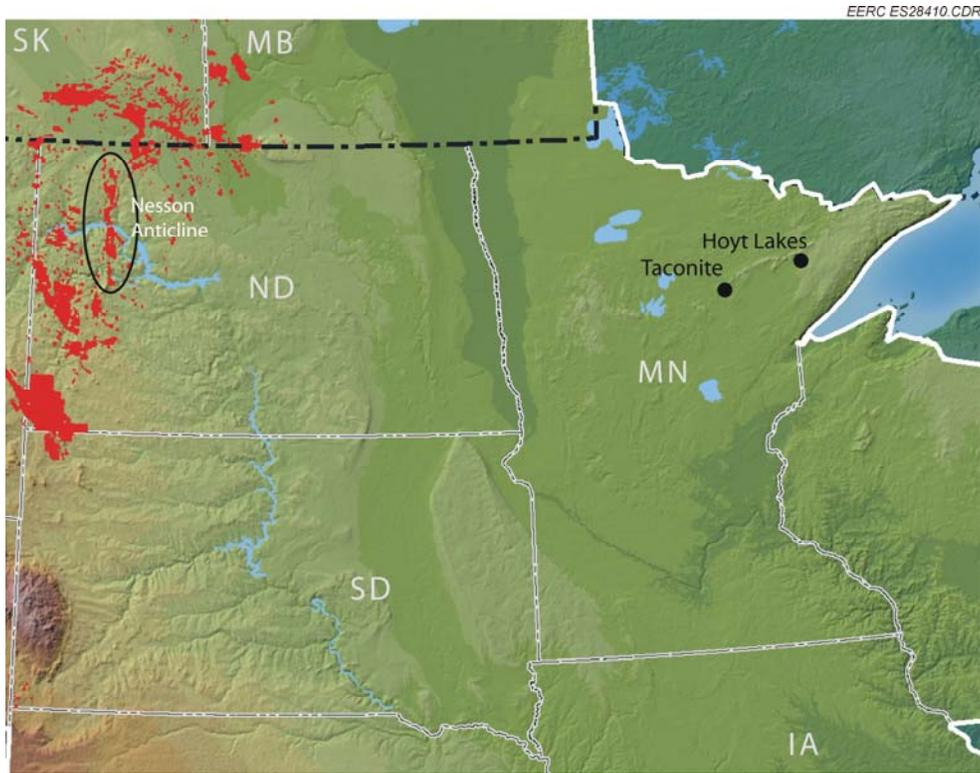 EERC ES28410.CDR
SK
MB
Nesson
Anticline
ND
Hoyt Lakes
Taconite
MN
SD
IA